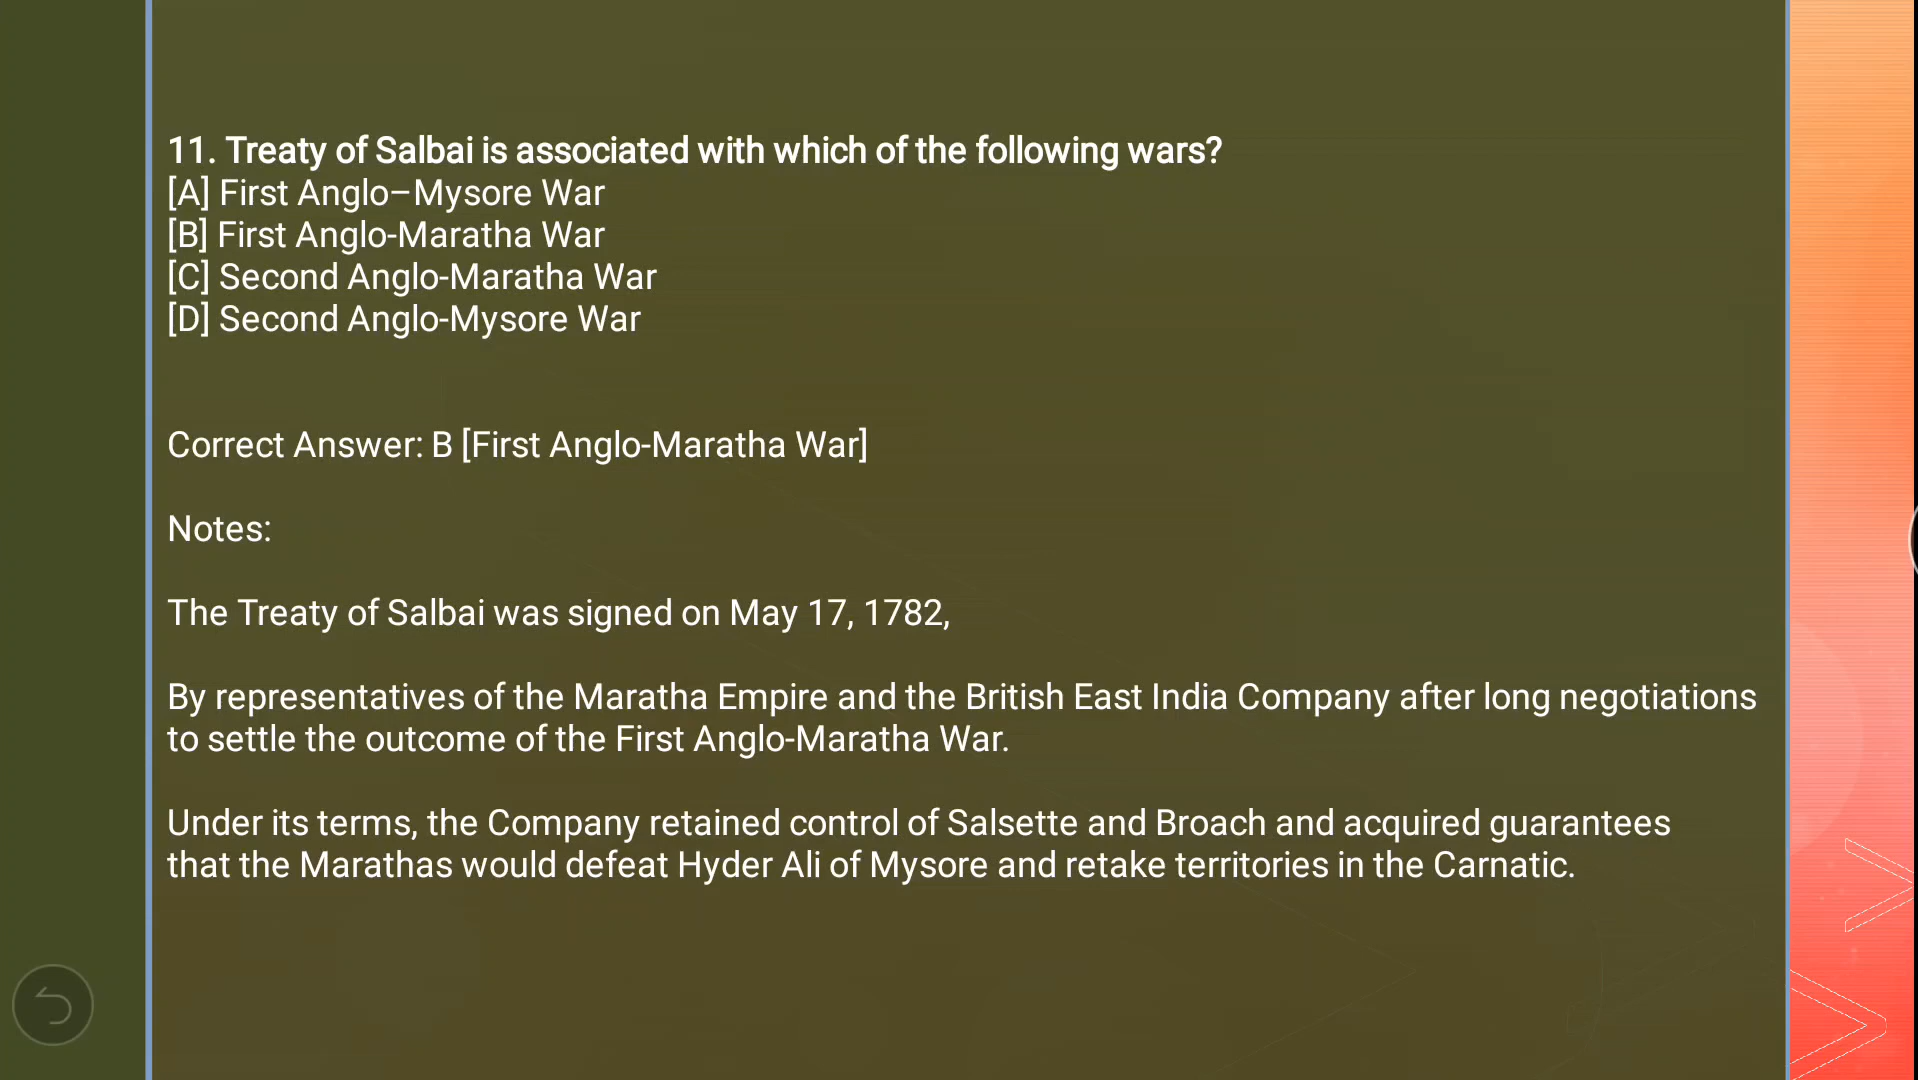 11. Treaty of Salbai is associated with which of the following wars?
[A] First Anglo–Mysore War
[B] First Anglo-Maratha War
[C] Second Anglo-Maratha War
[D] Second Anglo-Mysore War
Correct Answer: B [First Anglo-Maratha War]
Notes:
The Treaty of Salbai was signed on May 17, 1782,
By representatives of the Maratha Empire and the British East India Company after long negotiations
to settle the outcome of the First Anglo-Maratha War.
Under its terms, the Company retained control of Salsette and Broach and acquired guarantees
that the Marathas would defeat Hyder Ali of Mysore and retake territories in the Carnatic.